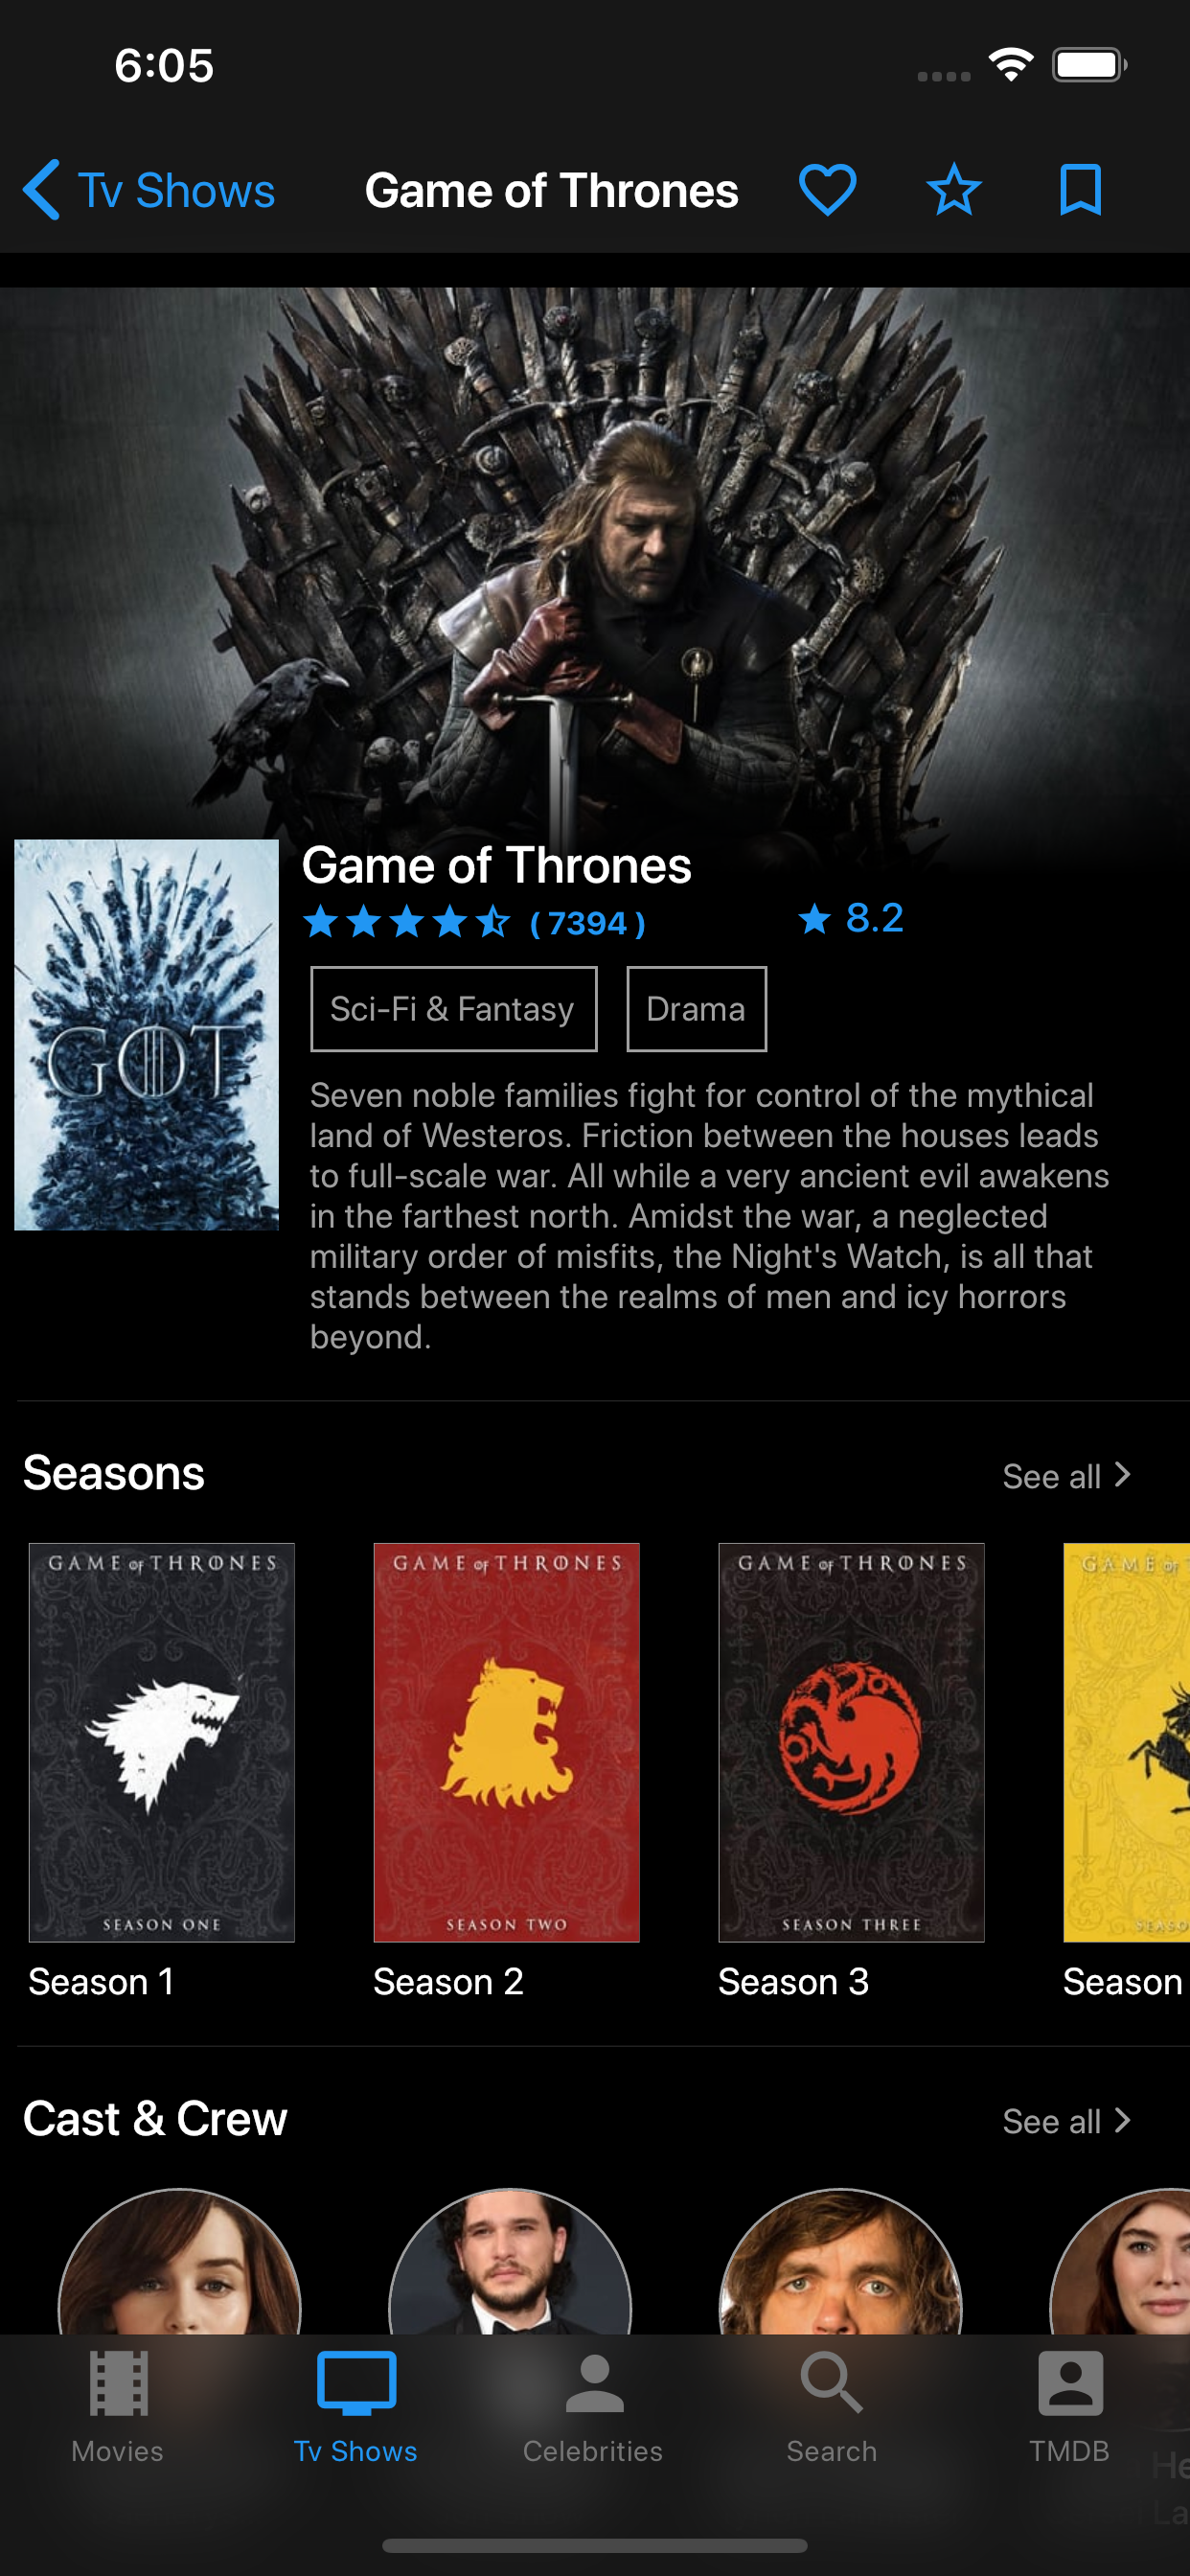 6:05
Tv Shows
Game of Thrones
GOT
Game of Thrones
( 7394 )
8.2
Sci-Fi & Fantasy
Drama
Seven noble families fight for control of the mythical
land of Westeros. Friction between the houses leads
to full-scale war. All while a very ancient evil awakens
in the farthest north. Amidst the war, a neglected
military order of misfits, the Night's Watch, is all that
stands between the realms of men and icy horrors
beyond.
Seasons
See all
GAME OF THRONES
SEASON ONE
GAME OF THRONES
SEASON TWO
GAME OF THRONES
SEASON THREE
GAME OF
Season 1
Season 2
Season 3
Season
Cast & Crew
See all
Movies
Tv Shows
Celebrities
Search
TMDB